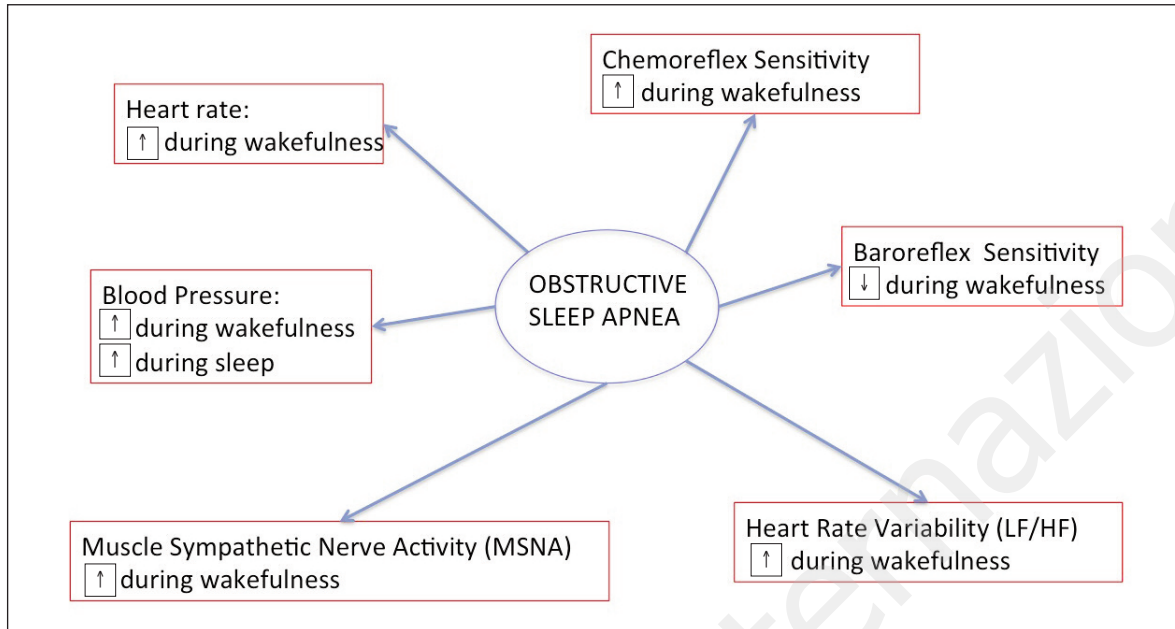 Chemoreflex Sensitivity
↑ during wakefulness
Heart rate:
↑ during wakefulness
Baroreflex Sensitivity
↓ during wakefulness
OBSTRUCTIVE
SLEEP APNEA
Blood Pressure:
↑ during wakefulness
↑ during sleep
Muscle Sympathetic Nerve Activity (MSNA)
↑ during wakefulness
Heart Rate Variability (LF/HF)
↑ during wakefulness